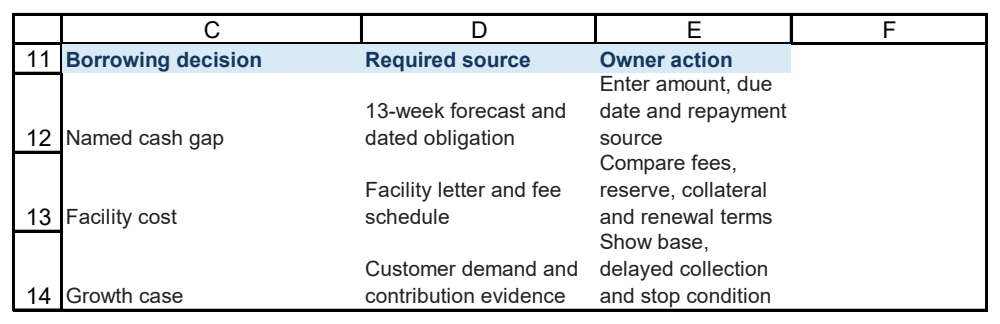 C D E F
11 Borrowing decision Required source Owner action
Enter amount, due
13-week forecast and date and repayment
12 Named cash gap dated obligation source
Compare fees,
Facility letter and fee reserve, collateral
13 Facility cost schedule and renewal terms
Show base,
Customer demand and delayed collection
14 Growth case contribution evidence and stop condition